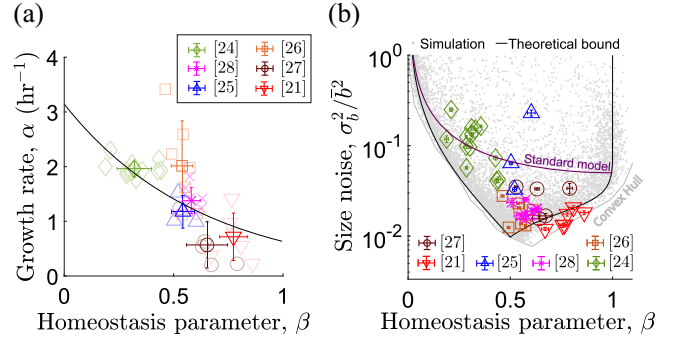 (a)
[24]
[26]
[28]
[27]
[25]
[21]
4
3
2
1
0
Growth rate, α (hr⁻¹)
0
0.5
1
Homeostasis parameter, β
(b)
Simulation
Theoretical bound
10⁰
10⁻¹
10⁻²
Size noise, σ_b²/b̄²
Standard model
Convex Hull
[27]
[26]
[21]
[25]
[28]
[24]
0
0.5
1
Homeostasis parameter, β